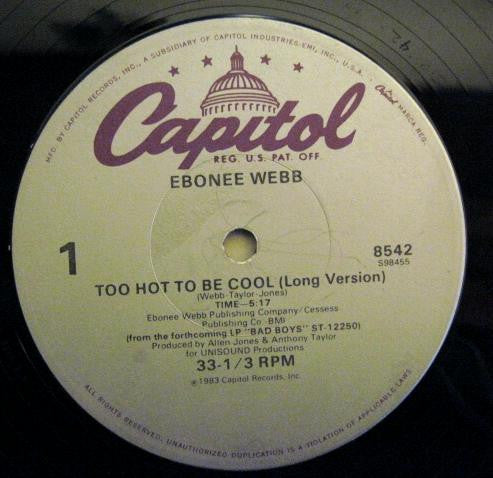 MFD. BY CAPITOL RECORDS, INC., A SUBSIDIARY OF CAPITOL INDUSTRIES-EMI, INC., U.S.A. · Capitol MARCA REG.
Capitol
REG. U.S. PAT. OFF
EBONEE WEBB
1
8542
S98455
TOO HOT TO BE COOL (Long Version)
(Webb-Taylor-Jones)
TIME—5:17
Ebonee Webb Publishing Company/Cessess
Publishing Co. BMI
(from the forthcoming LP "BAD BOYS" ST-12250)
Produced by Allen Jones & Anthony Taylor
for UNISOUND Productions
33-1/3 RPM
℗1983 Capitol Records, Inc.
ALL RIGHTS RESERVED. UNAUTHORIZED DUPLICATION IS A VIOLATION OF APPLICABLE LAWS.